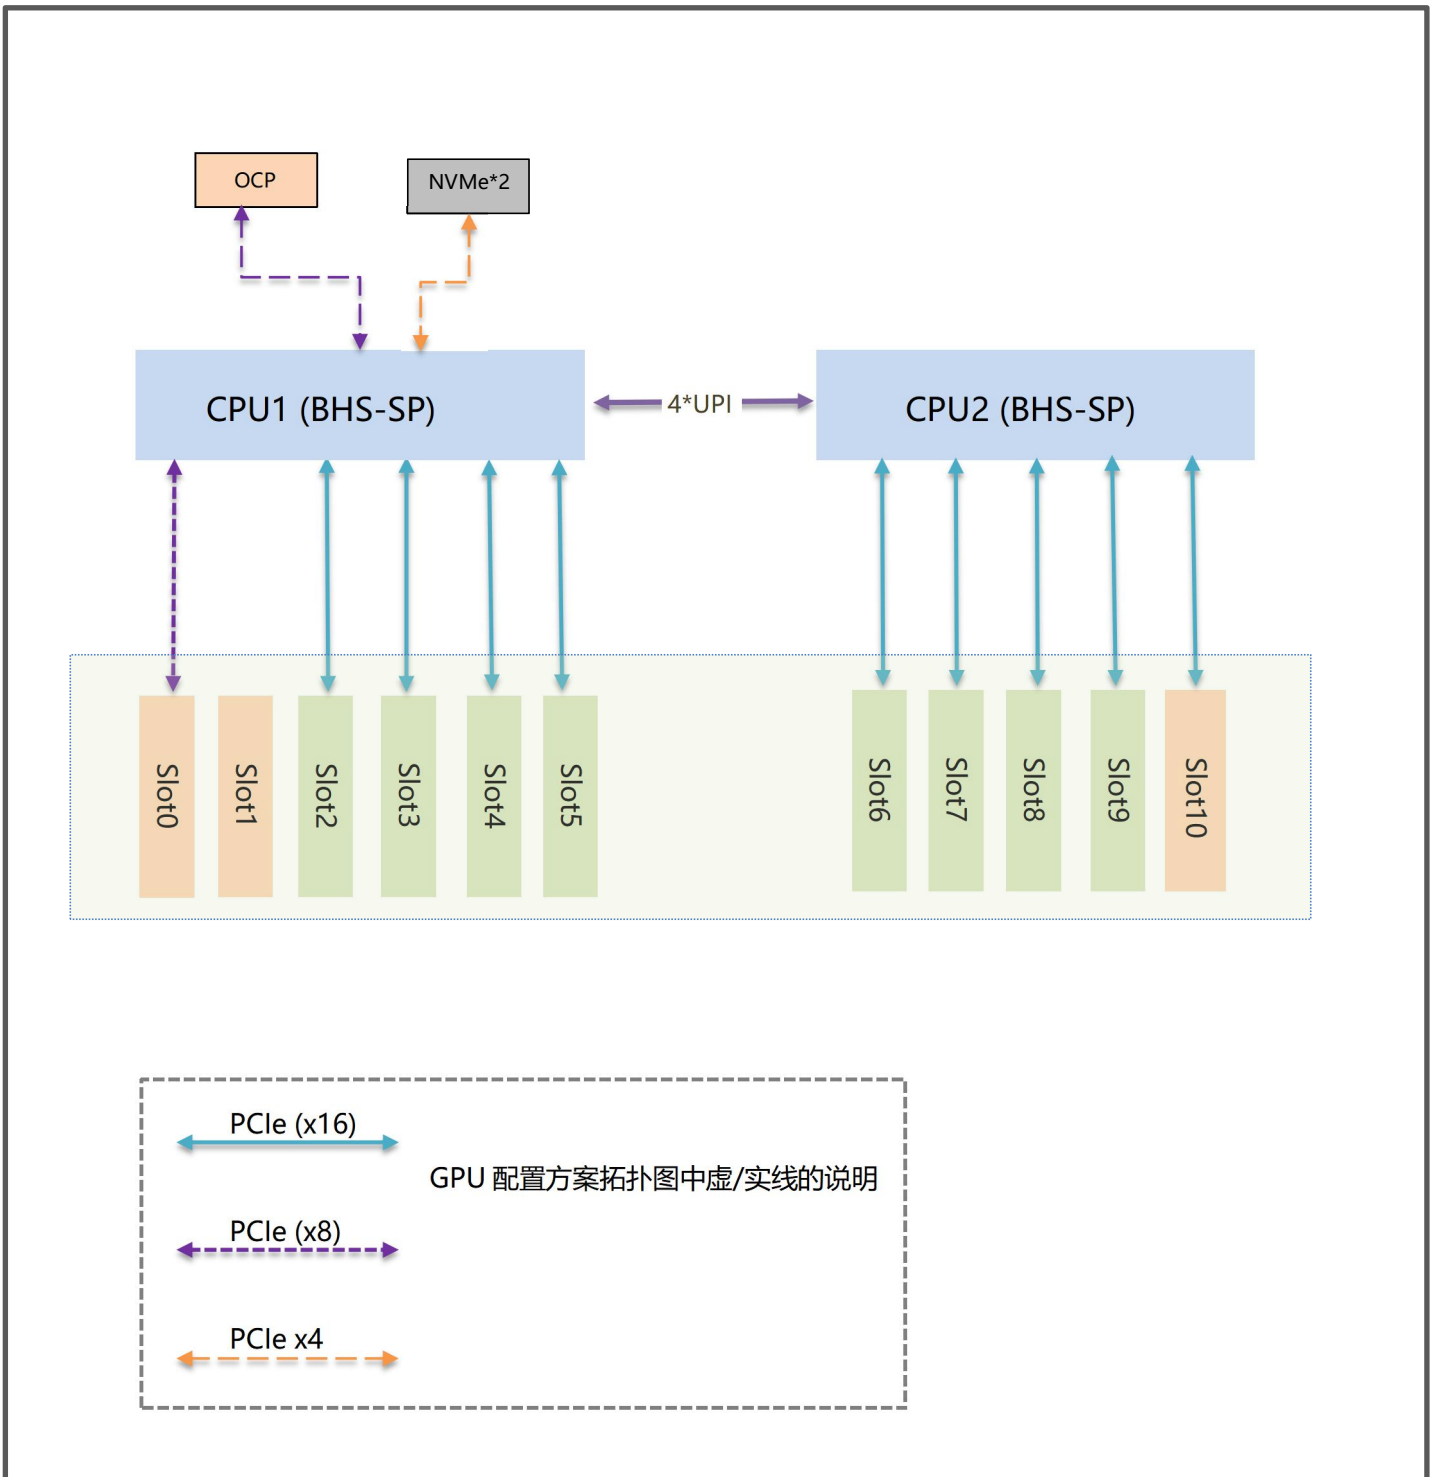 OCP
NVMe*2
CPU1 (BHS-SP)
4*UPI
CPU2 (BHS-SP)
Slot0
Slot1
Slot2
Slot3
Slot4
Slot5
Slot6
Slot7
Slot8
Slot9
Slot10
PCIe (x16)
GPU 配置方案拓扑图中虚/实线的说明
PCIe (x8)
PCIe x4